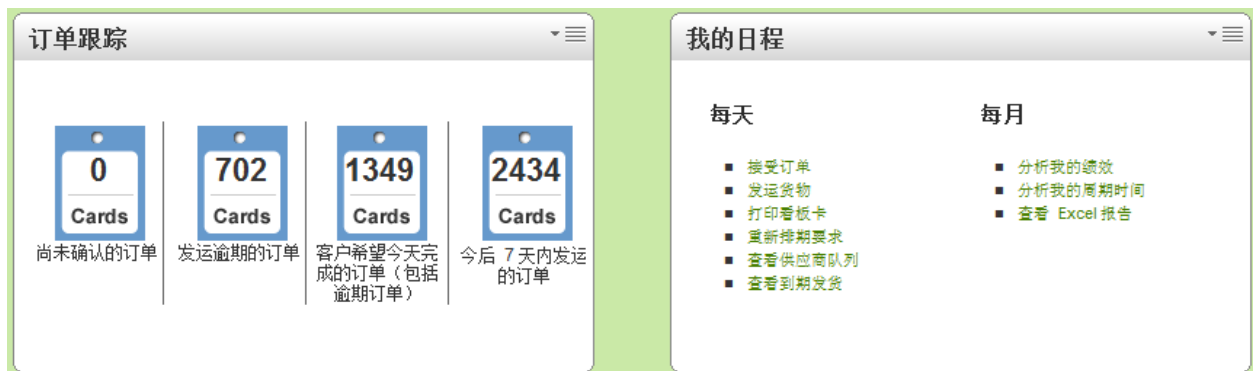 订单跟踪
0
Cards
尚未确认的订单
702
Cards
发运逾期的订单
1349
Cards
客户希望今天完
成的订单（包括
逾期订单）
2434
Cards
今后 7 天内发运
的订单
我的日程
每天
接受订单
发运货物
打印看板卡
重新排期要求
查看供应商队列
查看到期发货
每月
分析我的绩效
分析我的周期时间
查看 Excel 报告